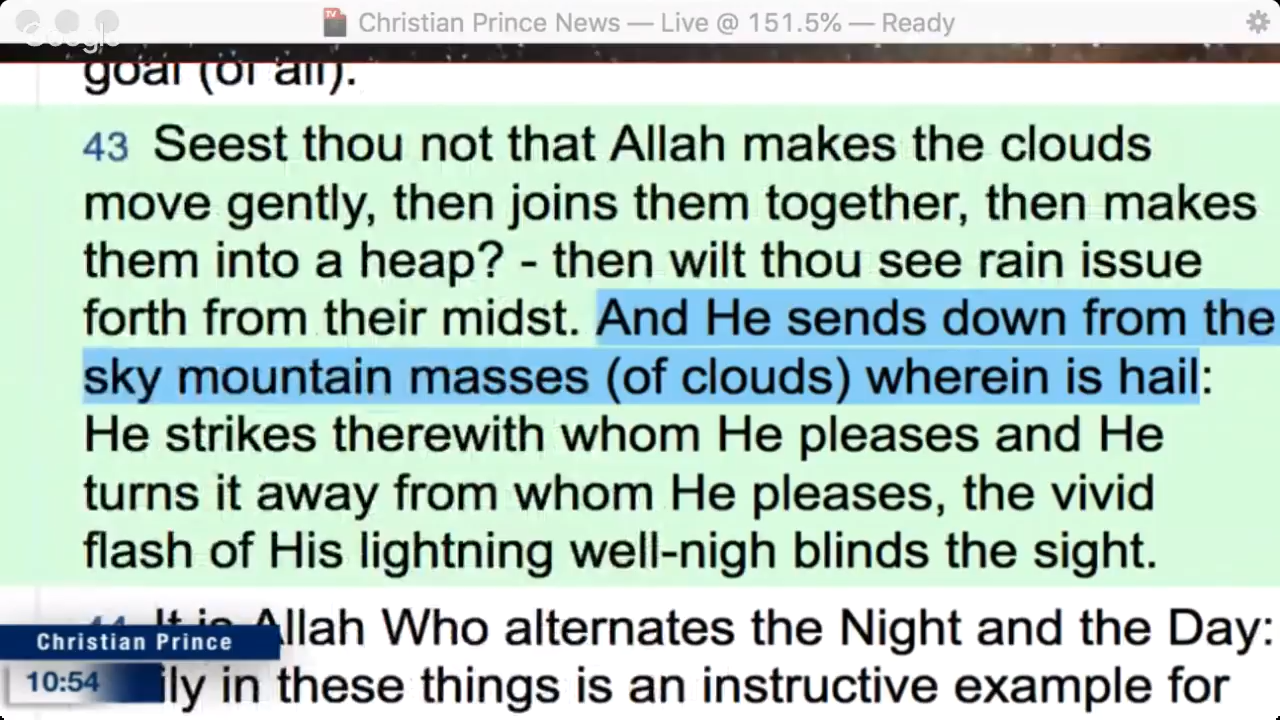 Christian Prince News — Live @ 151.5% — Ready
Google
goal (of all).
43 Seest thou not that Allah makes the clouds
move gently, then joins them together, then makes
them into a heap? - then wilt thou see rain issue
forth from their midst. And He sends down from the
sky mountain masses (of clouds) wherein is hail:
He strikes therewith whom He pleases and He
turns it away from whom He pleases, the vivid
flash of His lightning well-nigh blinds the sight.
44 It is Allah Who alternates the Night and the Day:
ily in these things is an instructive example for
Christian Prince
10:54